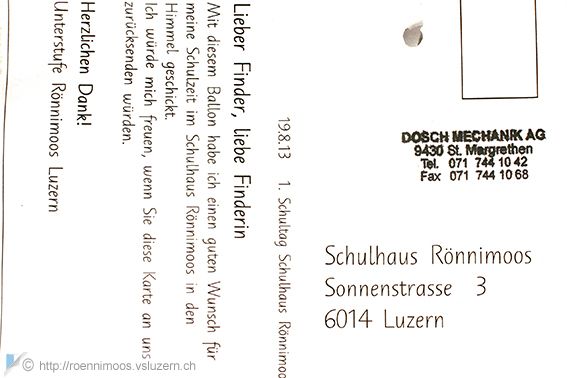 Lieber Finder, liebe Finderin
Mit diesem Ballon habe ich einen guten Wunsch für
meine Schulzeit im Schulhaus Rönnimoos in den
Himmel geschickt.
Ich würde mich freuen, wenn Sie diese Karte an uns
zurücksenden würden.
Herzlichen Dank!
Unterstufe Rönnimoos Luzern
19.8.13 1. Schultag Schulhaus Rönnimoo
DOSCH MECHANIK AG
9430 St. Margrethen
Tel. 071 744 10 42
Fax 071 744 10 68
Schulhaus Rönnimoos
Sonnenstrasse 3
6014 Luzern
© http://roennimoos.vsluzern.ch